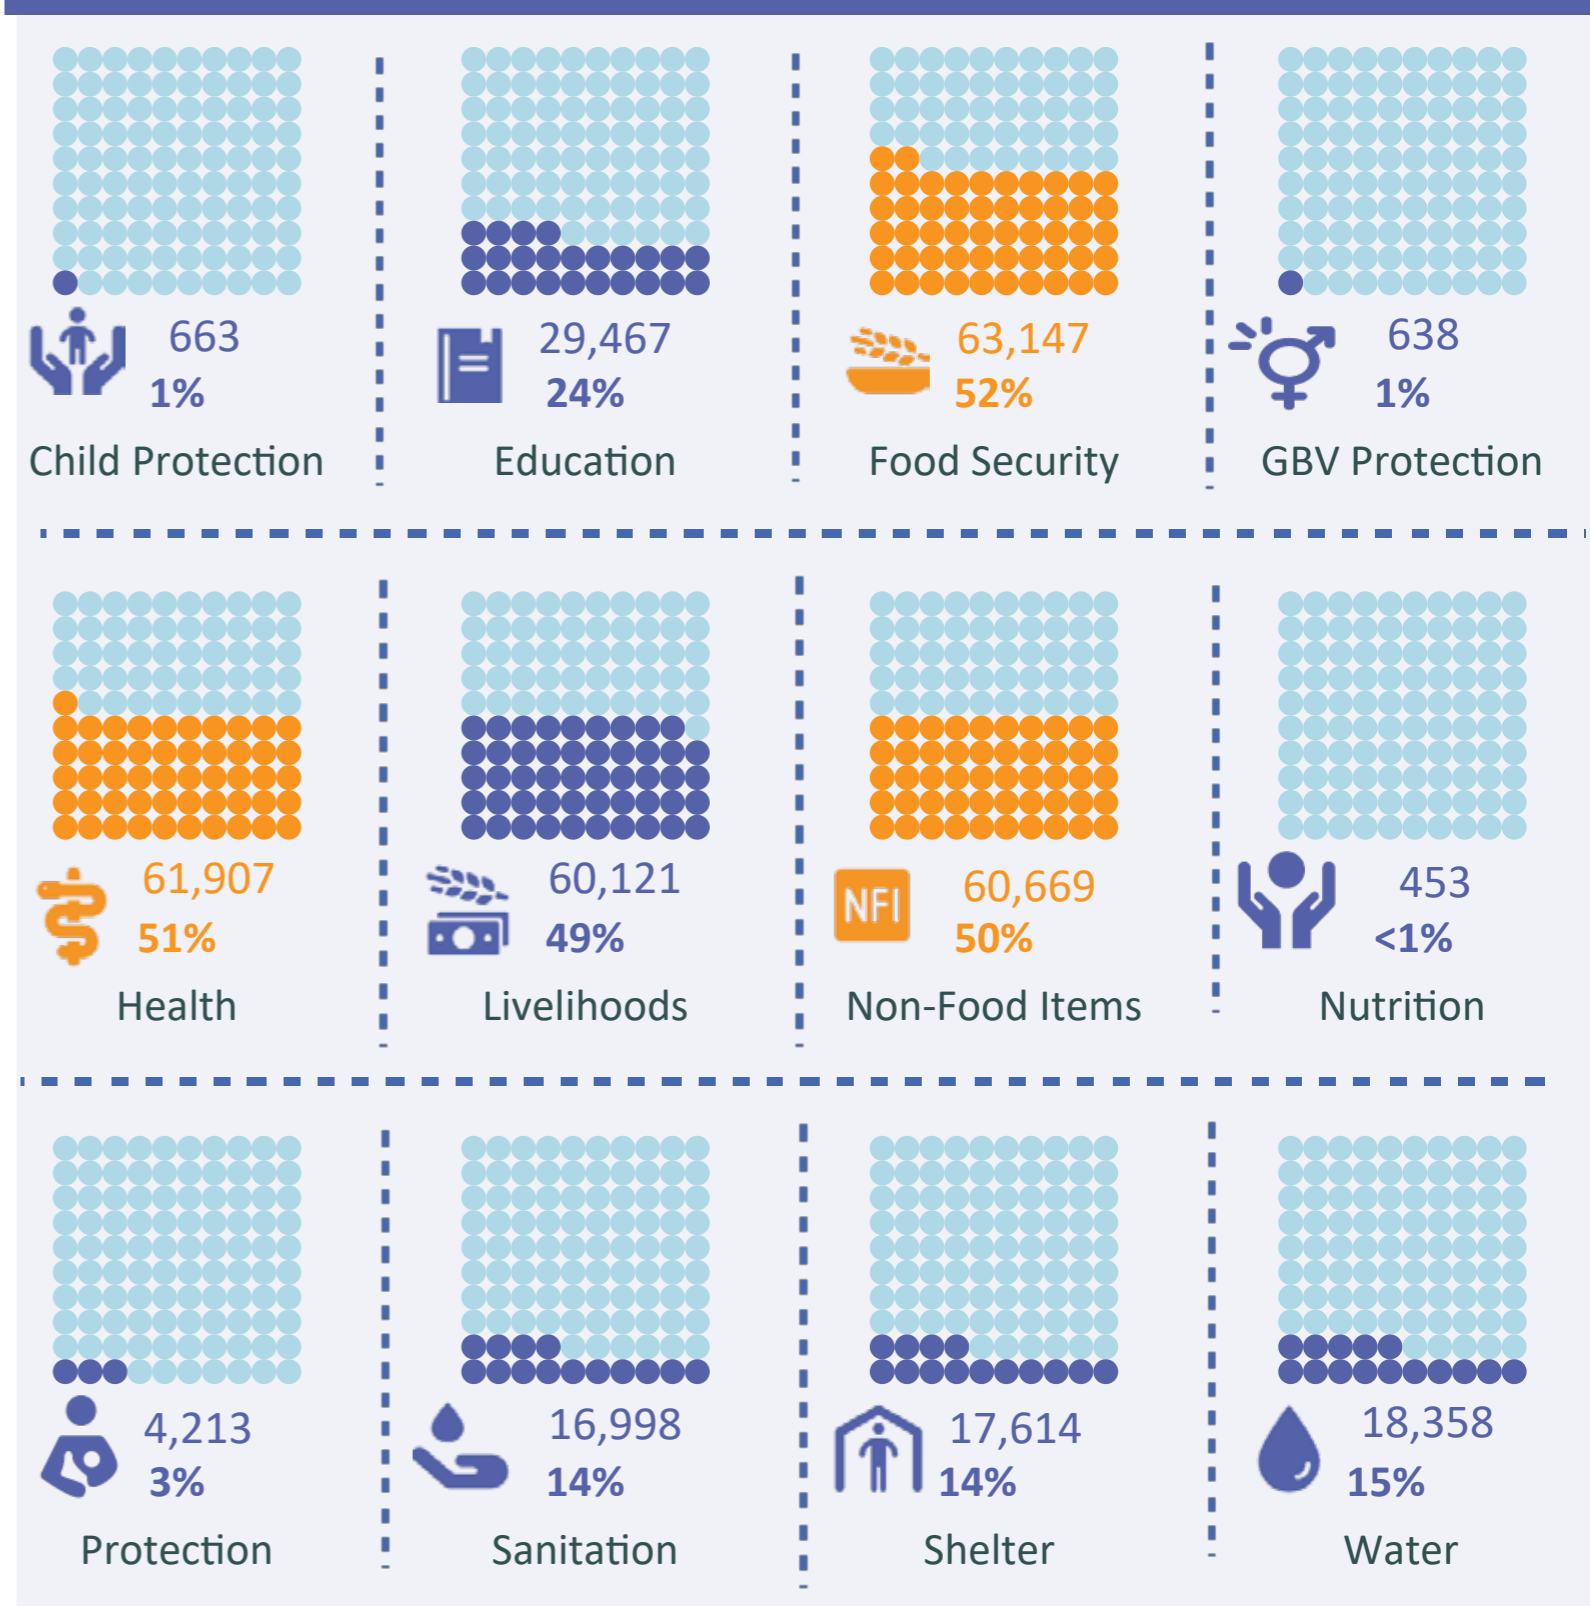 663
1%
Child Protection
29,467
24%
Education
63,147
52%
Food Security
638
1%
GBV Protection
61,907
51%
Health
60,121
49%
Livelihoods
NFI
60,669
50%
Non-Food Items
453
<1%
Nutrition
4,213
3%
Protection
16,998
14%
Sanitation
17,614
14%
Shelter
18,358
15%
Water